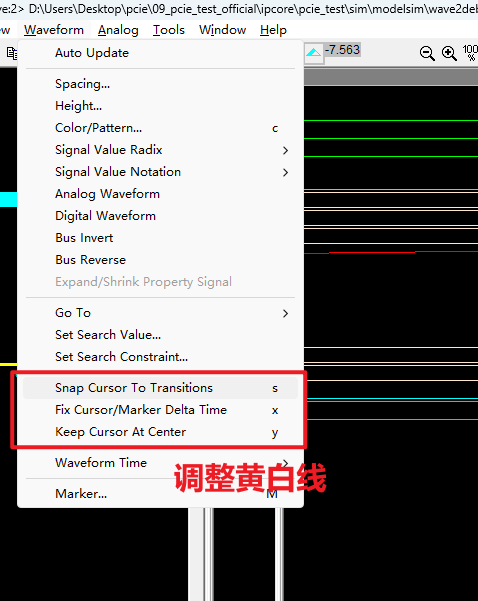 ve:2> D:\Users\Desktop\pcie\09_pcie_test_official\ipcore\pcie_test\sim\modelsim\wave2deb
w Waveform Analog Tools Window Help
-7.563
100
%
Auto Update
Spacing...
Height...
Color/Pattern... c
Signal Value Radix
Signal Value Notation
Analog Waveform
Digital Waveform
Bus Invert
Bus Reverse
Expand/Shrink Property Signal
Go To
Set Search Value...
Set Search Constraint...
Snap Cursor To Transitions s
Fix Cursor/Marker Delta Time x
Keep Cursor At Center y
Waveform Time
调整黄白线
Marker... M